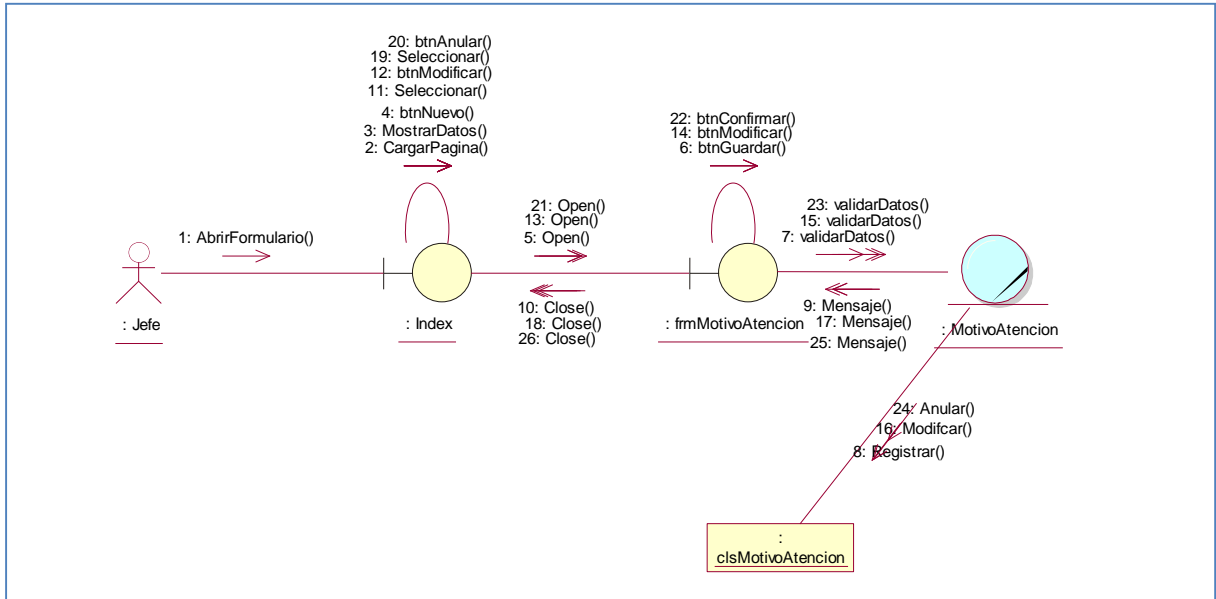 20: btnAnular()
19: Seleccionar()
12: btnModificar()
11: Seleccionar()
4: btnNuevo()
3: MostrarDatos()
2: CargarPagina()
22: btnConfirmar()
14: btnModificar()
6: btnGuardar()
1: AbrirFormulario()
21: Open()
13: Open()
5: Open()
23: validarDatos()
15: validarDatos()
7: validarDatos()
10: Close()
18: Close()
26: Close()
9: Mensaje()
17: Mensaje()
25: Mensaje()
: Jefe
: Index
: frmMotivoAtencion
: MotivoAtencion
24: Anular()
16: Modifcar()
8: Registrar()
:
clsMotivoAtencion